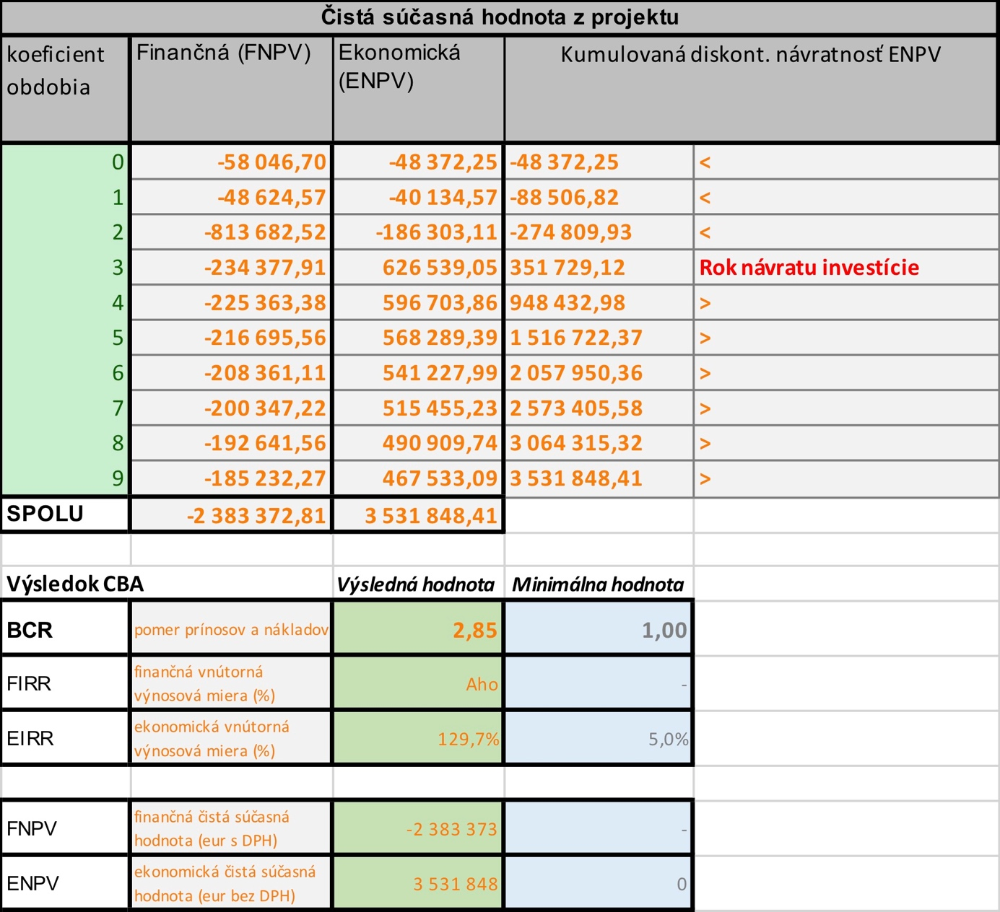 Čistá súčasná hodnota z projektu
koeficient obdobia Finančná (FNPV) Ekonomická (ENPV) Kumulovaná diskont. návratnosť ENPV
0 -58 046,70 -48 372,25 -48 372,25 <
1 -48 624,57 -40 134,57 -88 506,82 <
2 -813 682,52 -186 303,11 -274 809,93 <
3 -234 377,91 626 539,05 351 729,12 Rok návratu investície
4 -225 363,38 596 703,86 948 432,98 >
5 -216 695,56 568 289,39 1 516 722,37 >
6 -208 361,11 541 227,99 2 057 950,36 >
7 -200 347,22 515 455,23 2 573 405,58 >
8 -192 641,56 490 909,74 3 064 315,32 >
9 -185 232,27 467 533,09 3 531 848,41 >
SPOLU -2 383 372,81 3 531 848,41
Výsledok CBA Výsledná hodnota Minimálna hodnota
BCR pomer prínosov a nákladov 2,85 1,00
FIRR finančná vnútorná výnosová miera (%) Aho -
EIRR ekonomická vnútorná výnosová miera (%) 129,7% 5,0%
FNPV finančná čistá súčasná hodnota (eur s DPH) -2 383 373 -
ENPV ekonomická čistá súčasná hodnota (eur bez DPH) 3 531 848 0